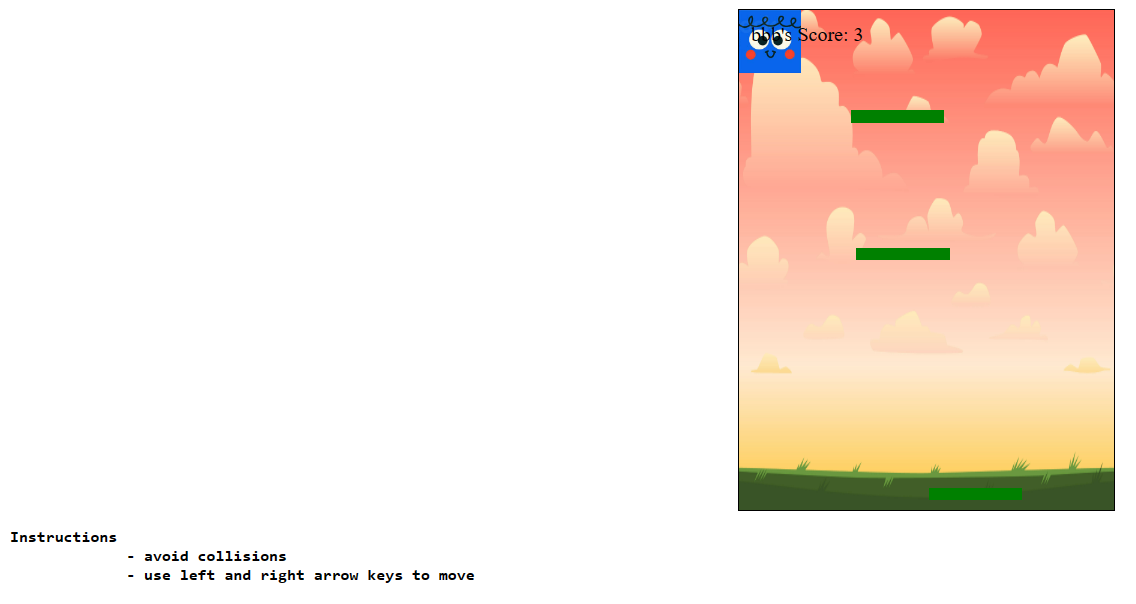 bbb's Score: 3
Instructions
- avoid collisions
- use left and right arrow keys to move